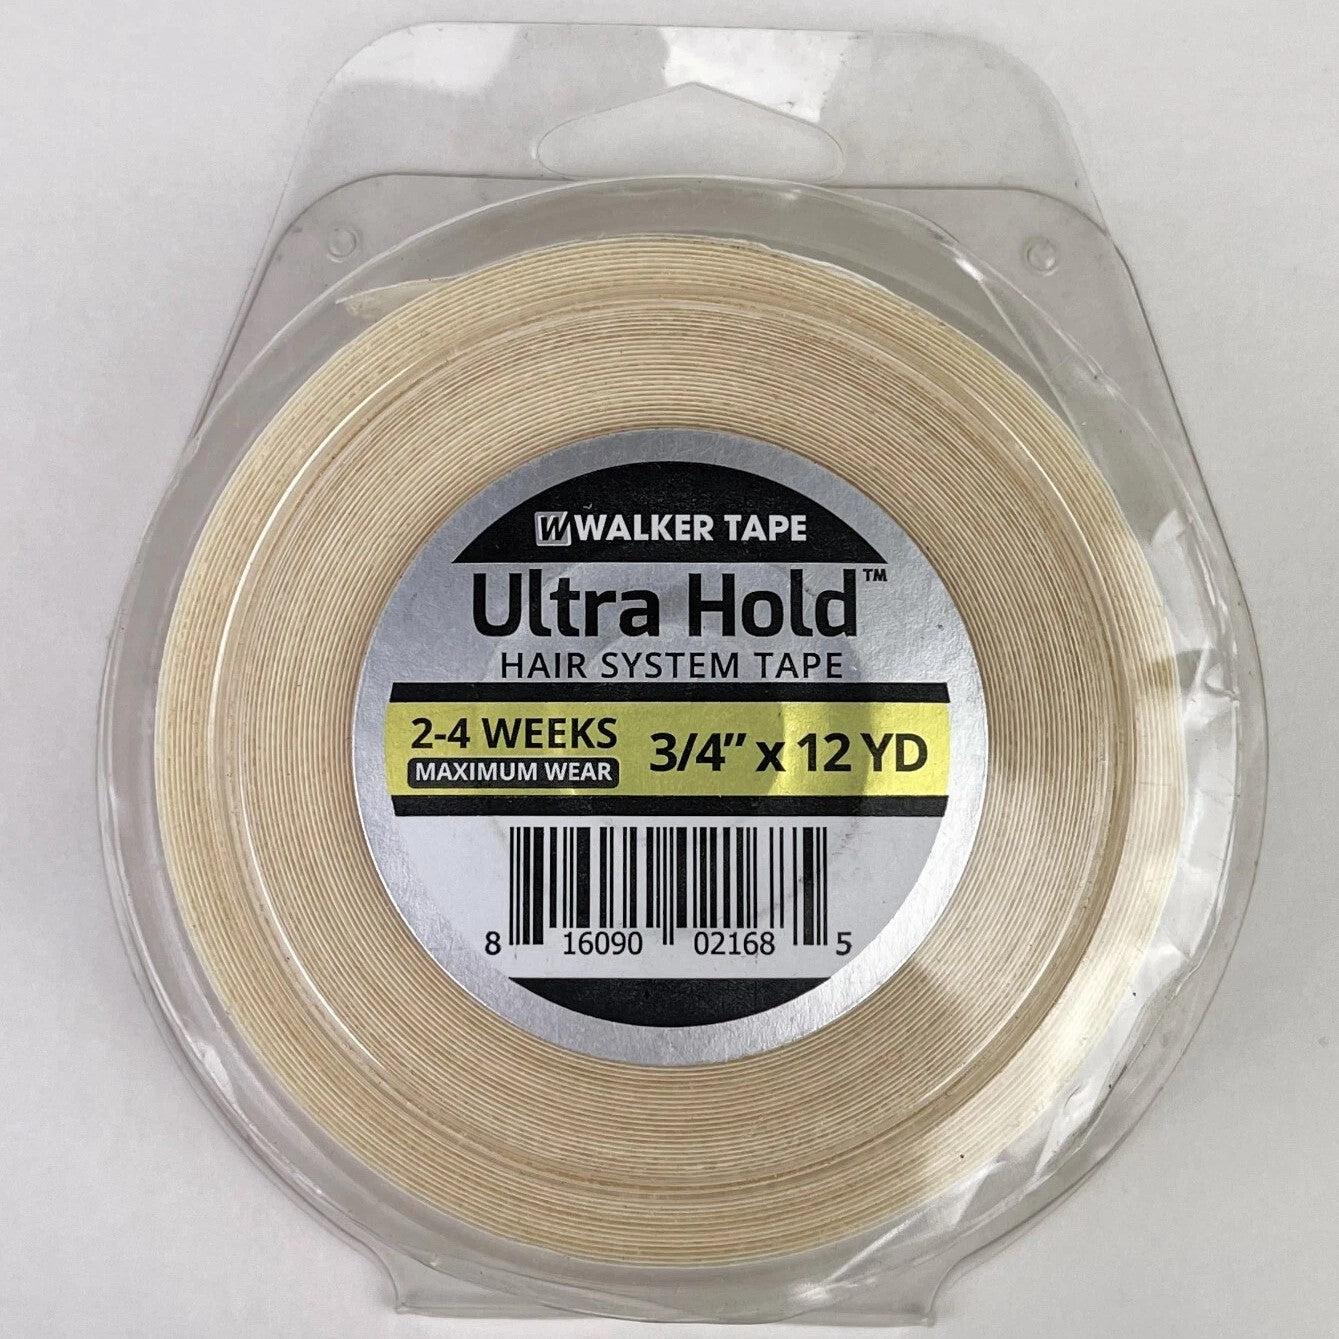 W WALKER TAPE
Ultra Hold™
HAIR SYSTEM TAPE
2-4 WEEKS
MAXIMUM WEAR
3/4" x 12 YD
8 16090 02168 5